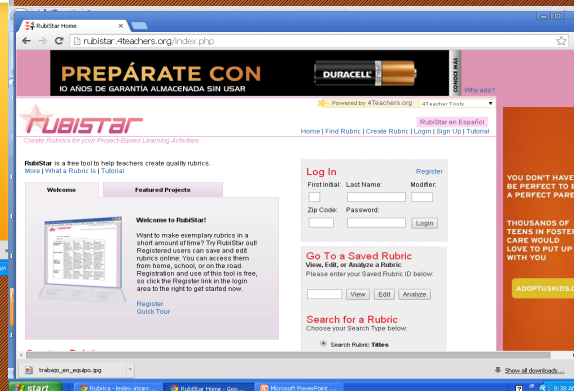 RubiStar Home
rubistar.4teachers.org/index.php
PREPÁRATE CON
10 AÑOS DE GARANTÍA ALMACENADA SIN USAR
DURACELL
CONOCE MÁS
Why ads?
Powered by 4Teachers.org
4Teacher Tools
RUBISTAR
RubiStar en Español
Home | Find Rubric | Create Rubric | Login | Sign Up | Tutorial
Create Rubrics for your Project-Based Learning Activities
RubiStar is a free tool to help teachers create quality rubrics.
More | What a Rubric Is | Tutorial
Welcome
Featured Projects
Welcome to RubiStar!
Want to make exemplary rubrics in a
short amount of time? Try RubiStar out!
Registered users can save and edit
rubrics online. You can access them
from home, school, or on the road.
Registration and use of this tool is free,
so click the Register link in the login
area to the right to get started now.
Register
Quick Tour
Log In
Register
First Initial: Last Name: Modifier:
Zip Code: Password:
Login
Go To a Saved Rubric
View, Edit, or Analyze a Rubric
Please enter your Saved Rubric ID below:
View Edit Analyze
Search for a Rubric
Choose your Search Type below:
Search Rubric Titles
YOU DON'T HAVE
BE PERFECT TO B
A PERFECT PARE
THOUSANDS OF
TEENS IN FOSTER
CARE WOULD
LOVE TO PUT UP
WITH YOU
ADOPTUSKIDS.O
trabajo_en_equipo.jpg
Show all downloads...
start
Rubrica - lesley.irizarr...
RubiStar Home - Goo...
Microsoft PowerPoint ...
9:38 AM